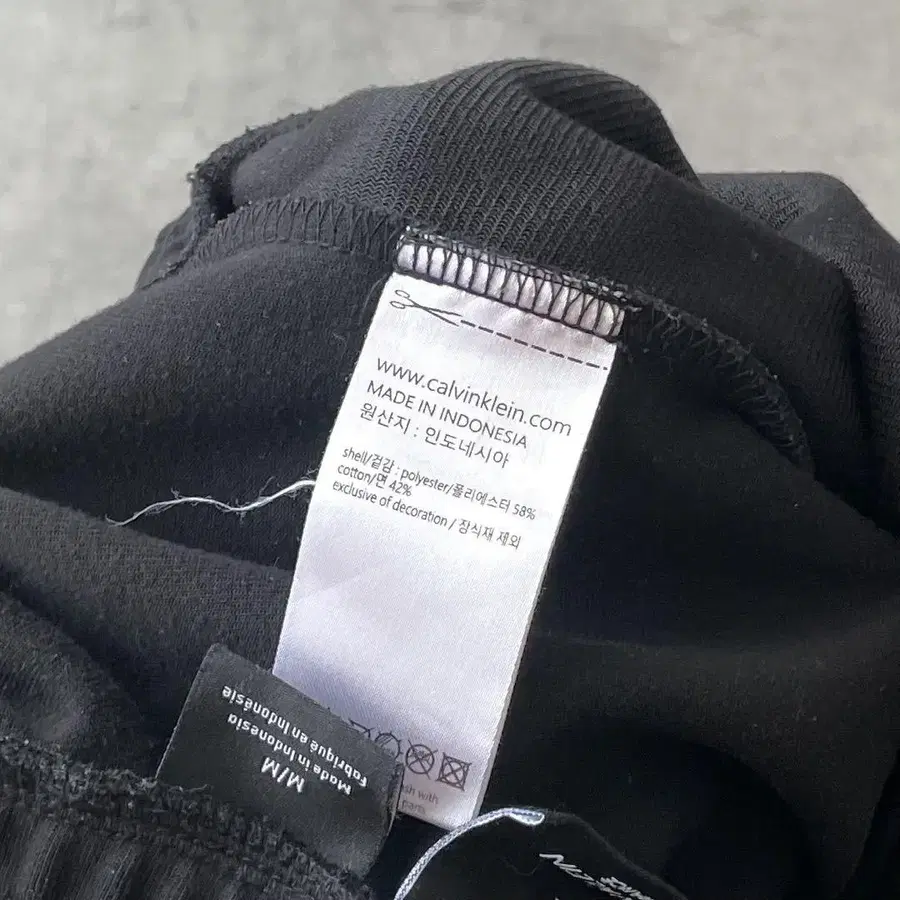 www.calvinklein.com
MADE IN INDONESIA
원산지 : 인도네시아
shell/겉감 : polyester/폴리에스터 58%
cotton/면 42%
exclusive of decoration / 장식재 제외
with
parts
M/M
Made in Indonesia
Fabriqué en Indonésie